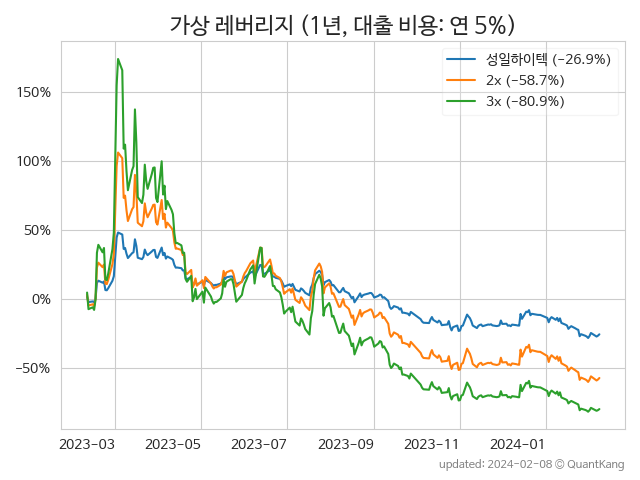 가상 레버리지 (1년, 대출 비용: 연 5%)
성일하이텍 (−26.9%)
2x (−58.7%)
3x (−80.9%)
150%
100%
50%
0%
−50%
2023-03 2023-05 2023-07 2023-09 2023-11 2024-01
updated: 2024-02-08 ⓒ QuantKang